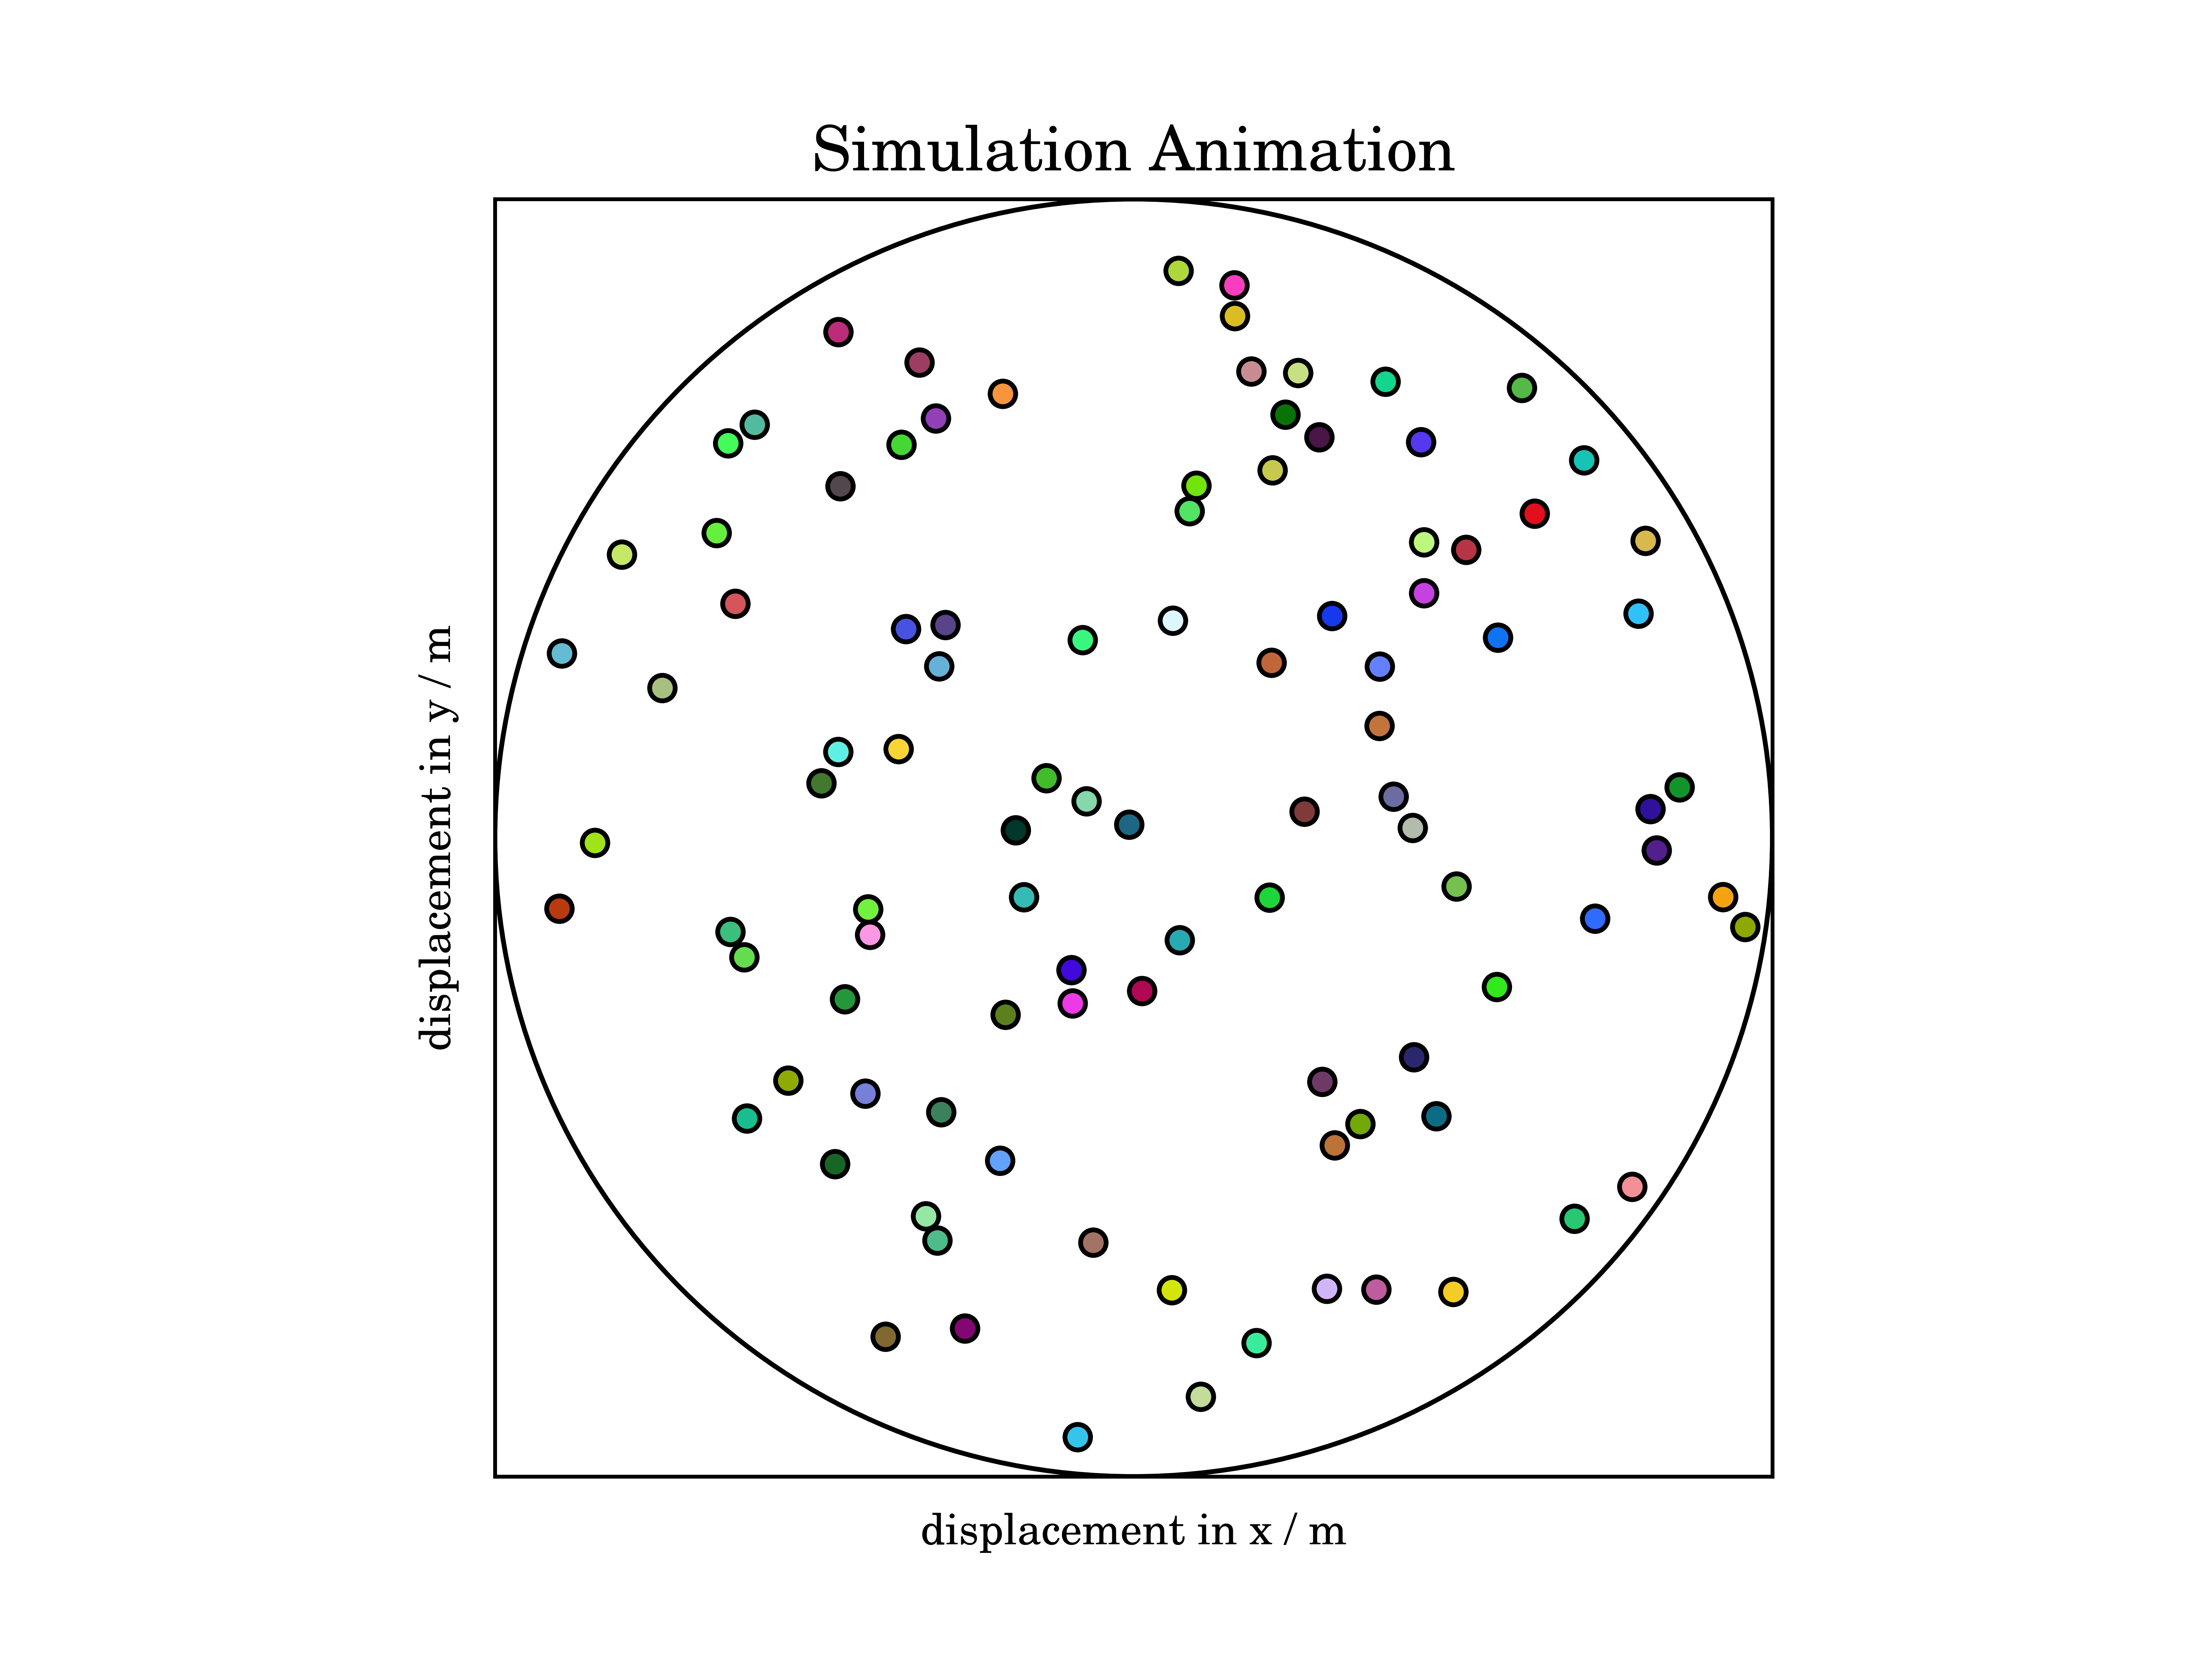 Simulation Animation
displacement in y / m
displacement in x / m